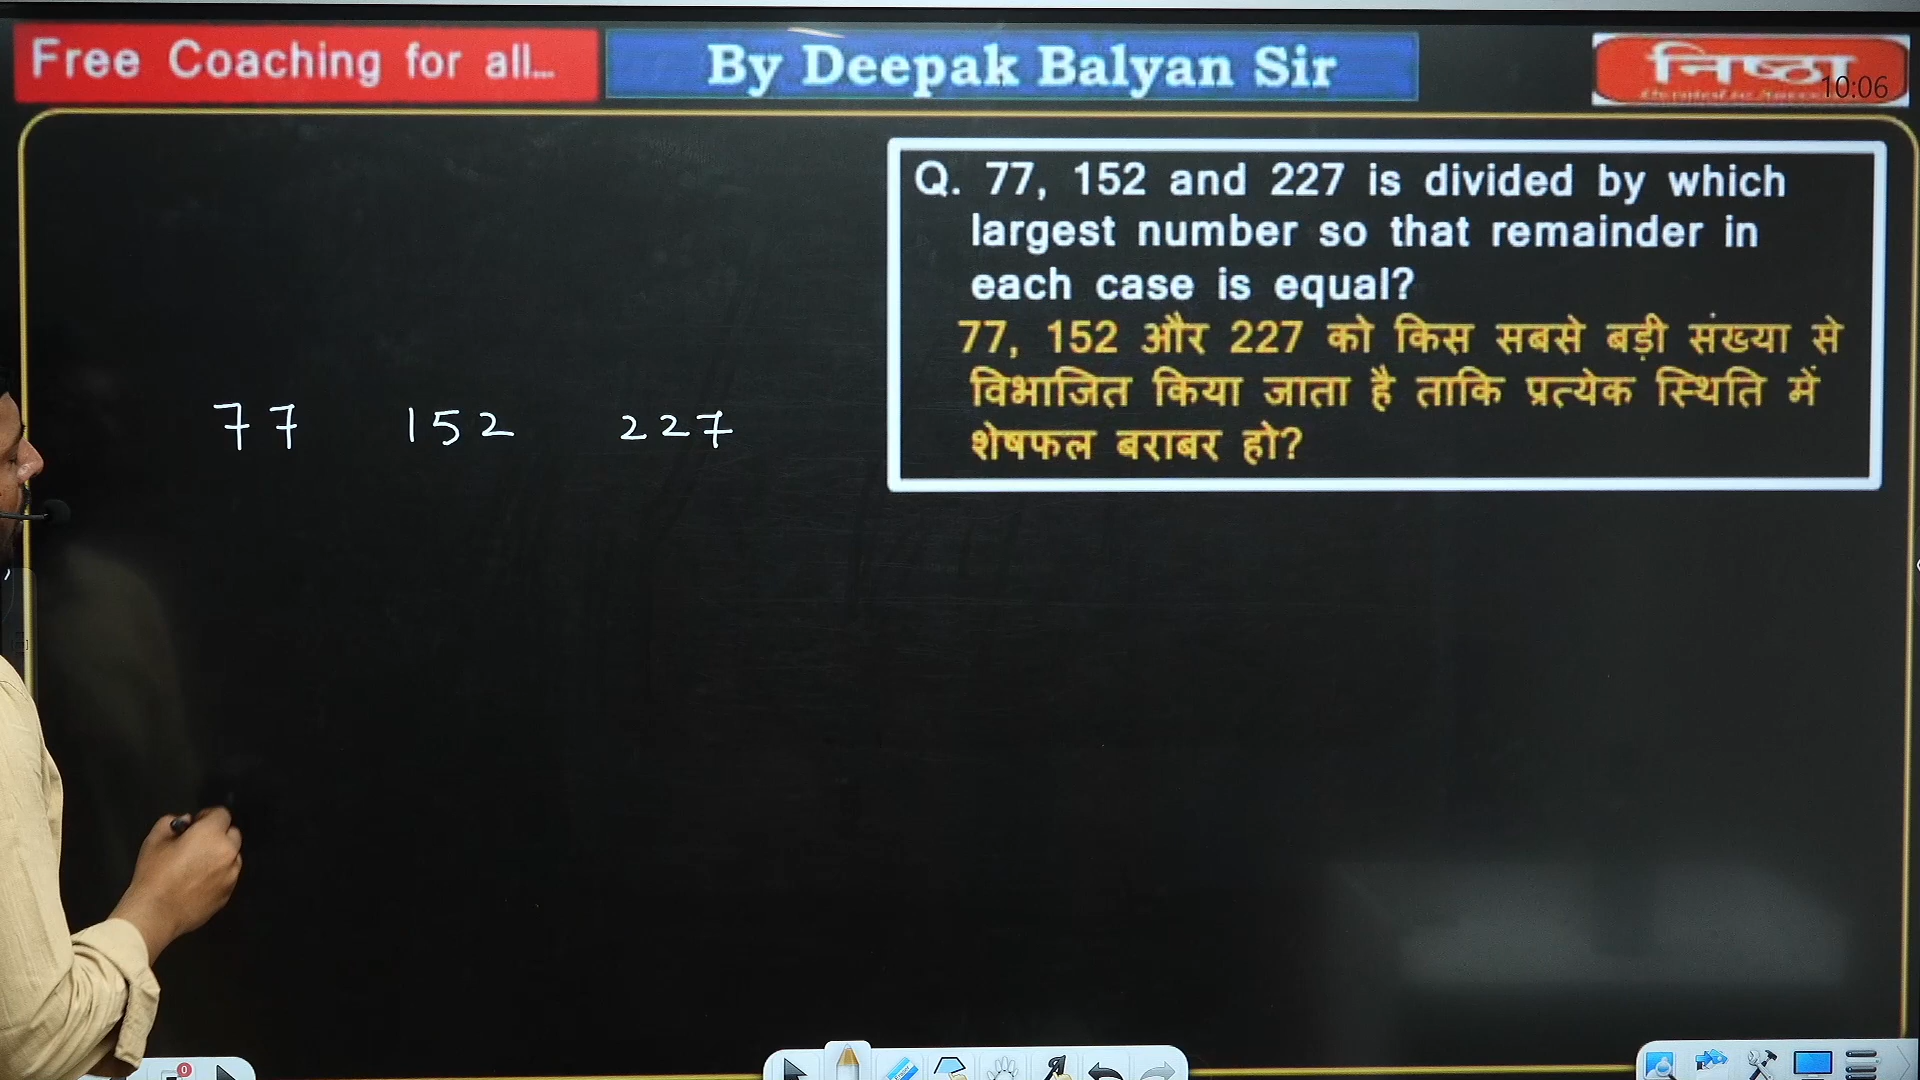 Free Coaching for all...
By Deepak Balyan Sir
निष्ठा
10:06
Q. 77, 152 and 227 is divided by which
largest number so that remainder in
each case is equal?
77, 152 और 227 को किस सबसे बड़ी संख्या से
विभाजित किया जाता है ताकि प्रत्येक स्थिति में
शेषफल बराबर हो?
77 152 227
0